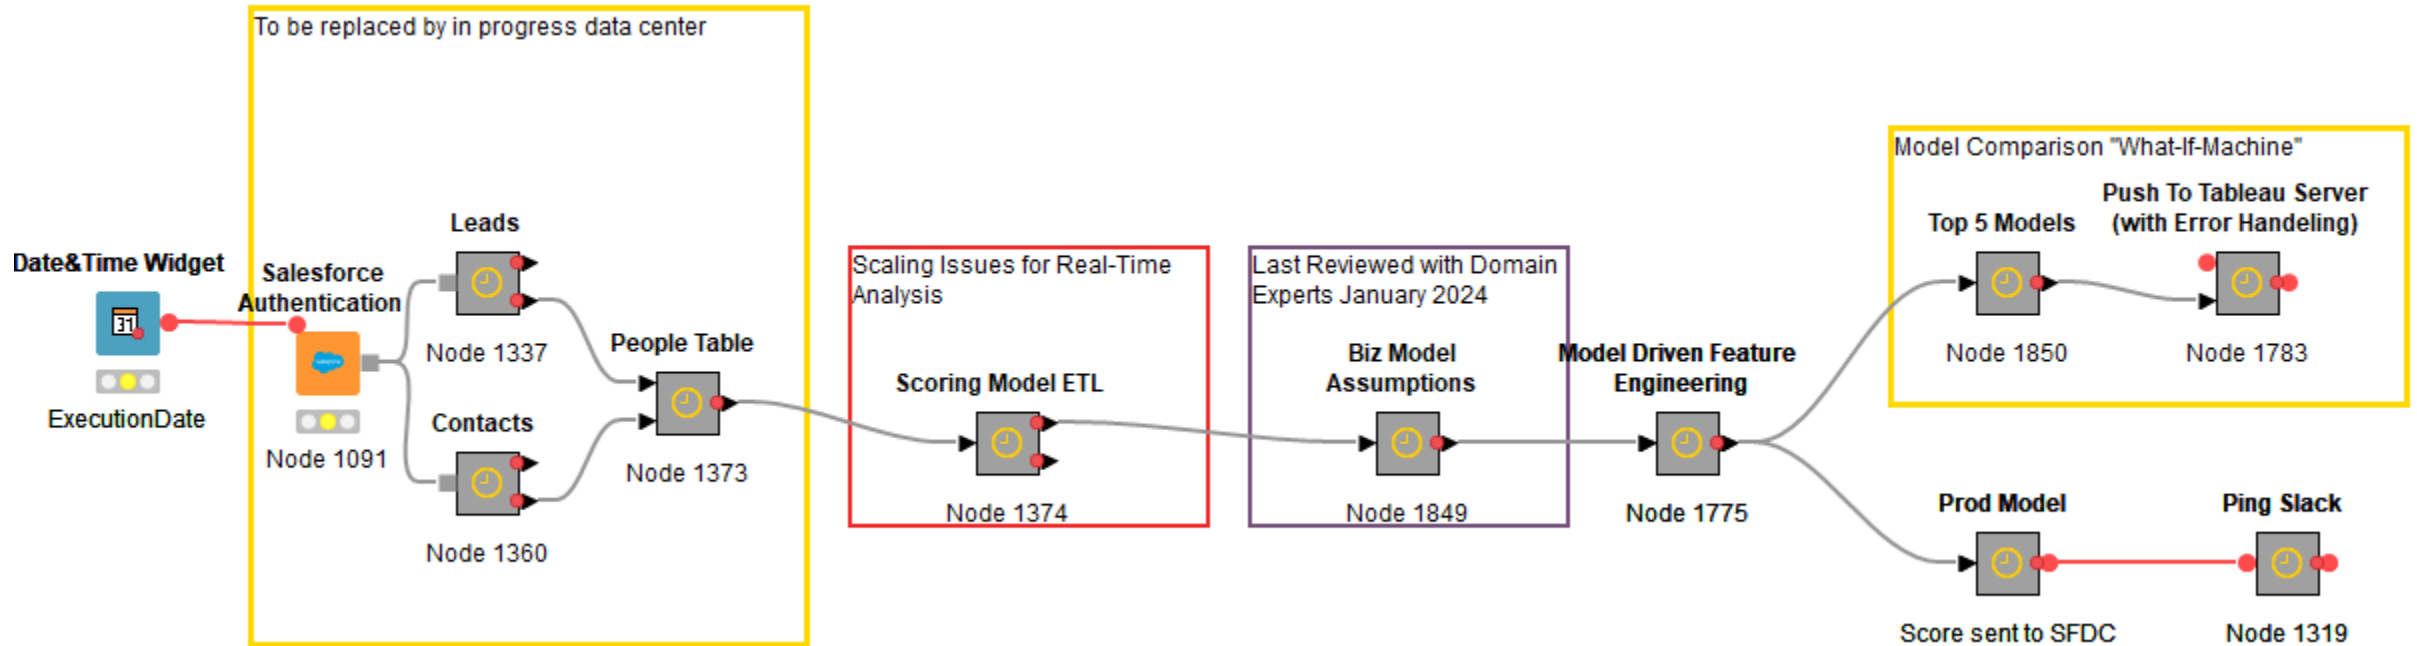 To be replaced by in progress data center
Date&Time Widget
31
ExecutionDate
Salesforce
Authentication
Node 1091
Leads
Node 1337
Contacts
Node 1360
People Table
Node 1373
Scaling Issues for Real-Time
Analysis
Scoring Model ETL
Node 1374
Last Reviewed with Domain
Experts January 2024
Biz Model
Assumptions
Node 1849
Model Driven Feature
Engineering
Node 1775
Model Comparison "What-If-Machine"
Top 5 Models
Node 1850
Push To Tableau Server
(with Error Handeling)
Node 1783
Prod Model
Score sent to SFDC
Ping Slack
Node 1319